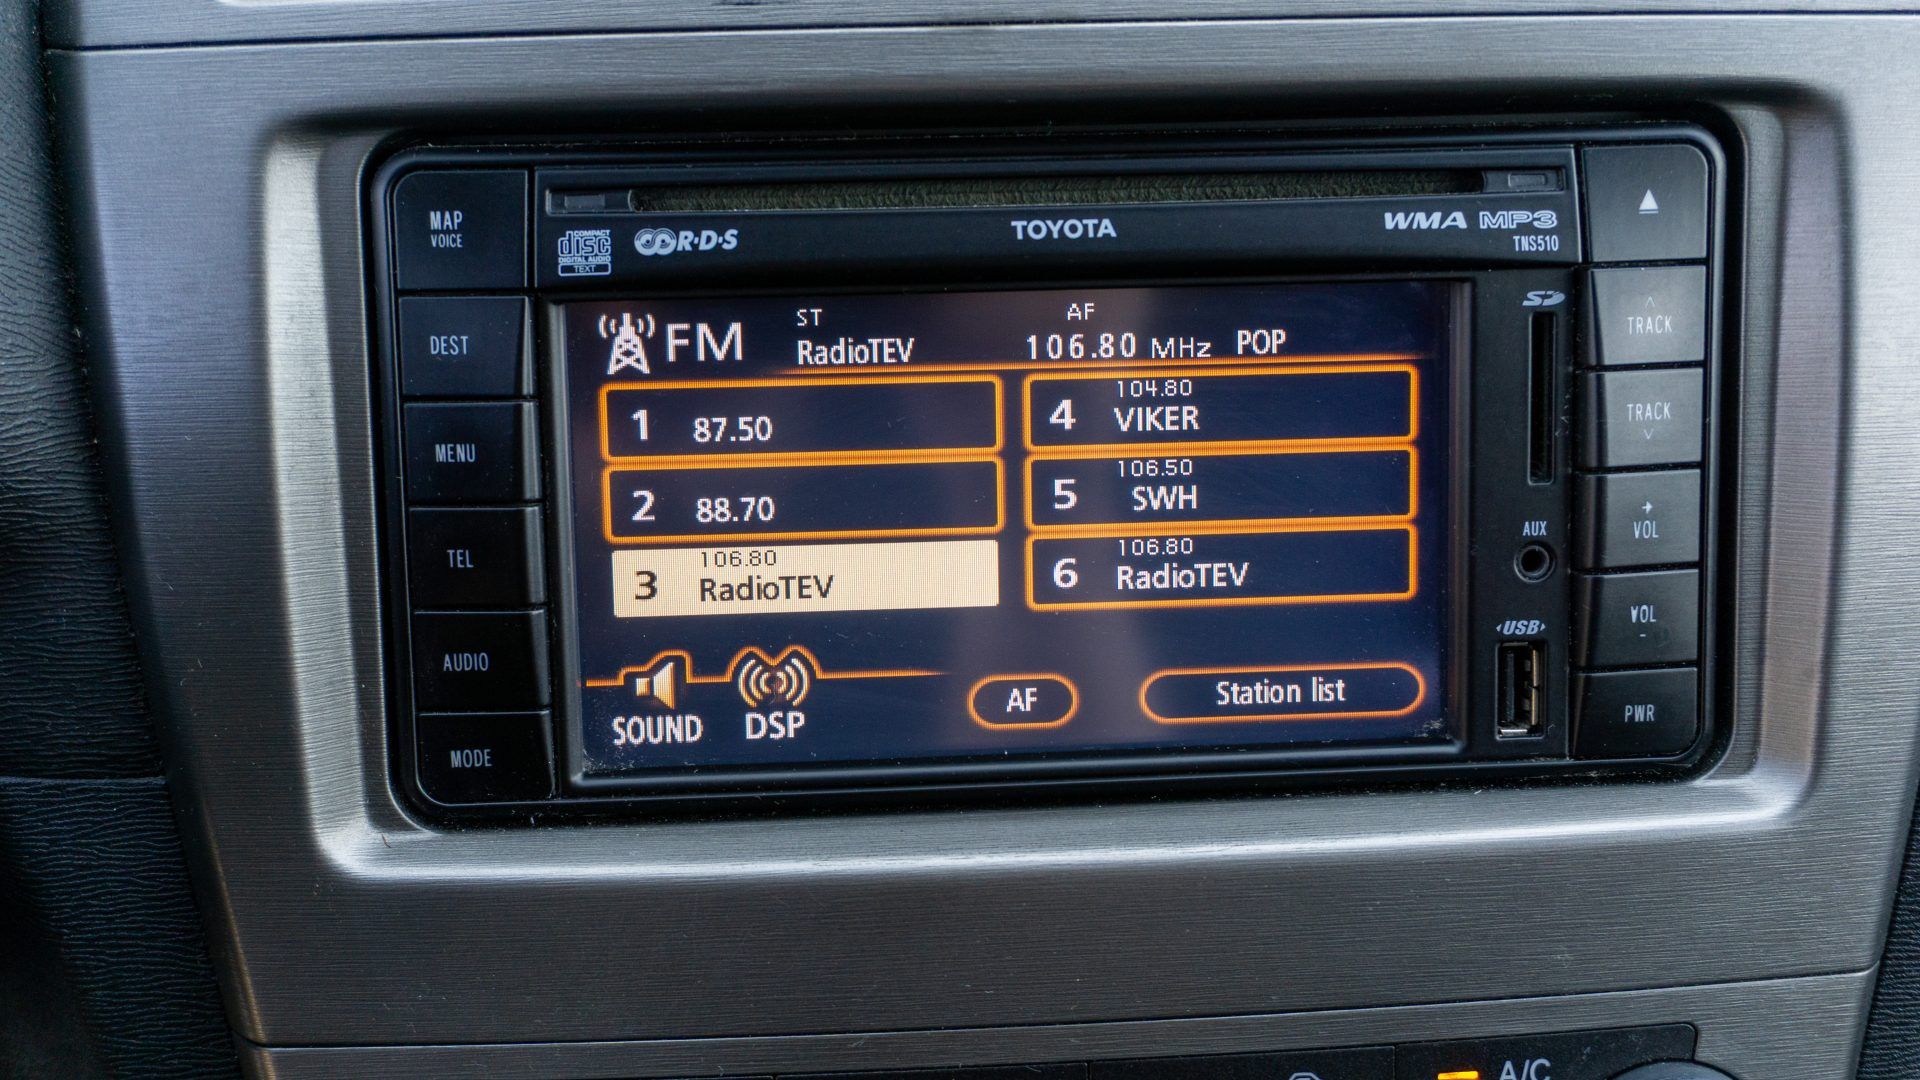 MAP
VOICE
DEST
MENU
TEL
AUDIO
MODE
COMPACT
disc
DIGITAL AUDIO
TEXT
R·D·S
TOYOTA
WMA MP3
TNS510
FM
ST
RadioTEV
AF
106.80 MHz POP
1 87.50
2 88.70
106.80
3 RadioTEV
104.80
4 VIKER
106.50
5 SWH
106.80
6 RadioTEV
SOUND
DSP
AF
Station list
SD
AUX
USB
TRACK
TRACK
+
VOL
VOL
-
PWR
A/C